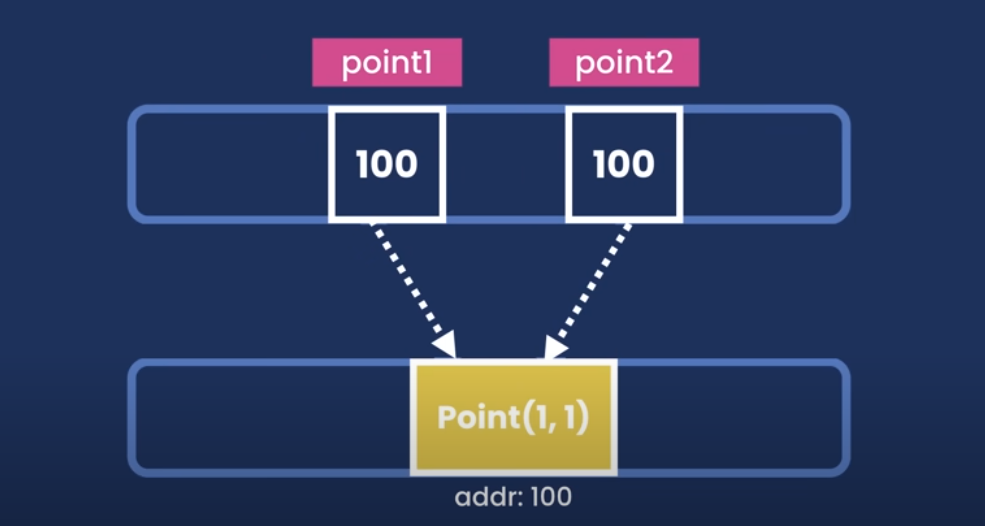 point1 point2
100 100
Point(1, 1)
addr: 100